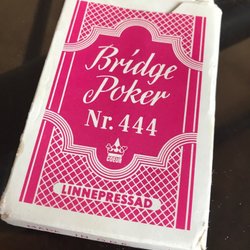 Bridge
Poker
Nr. 444
LINNEPRESSAD